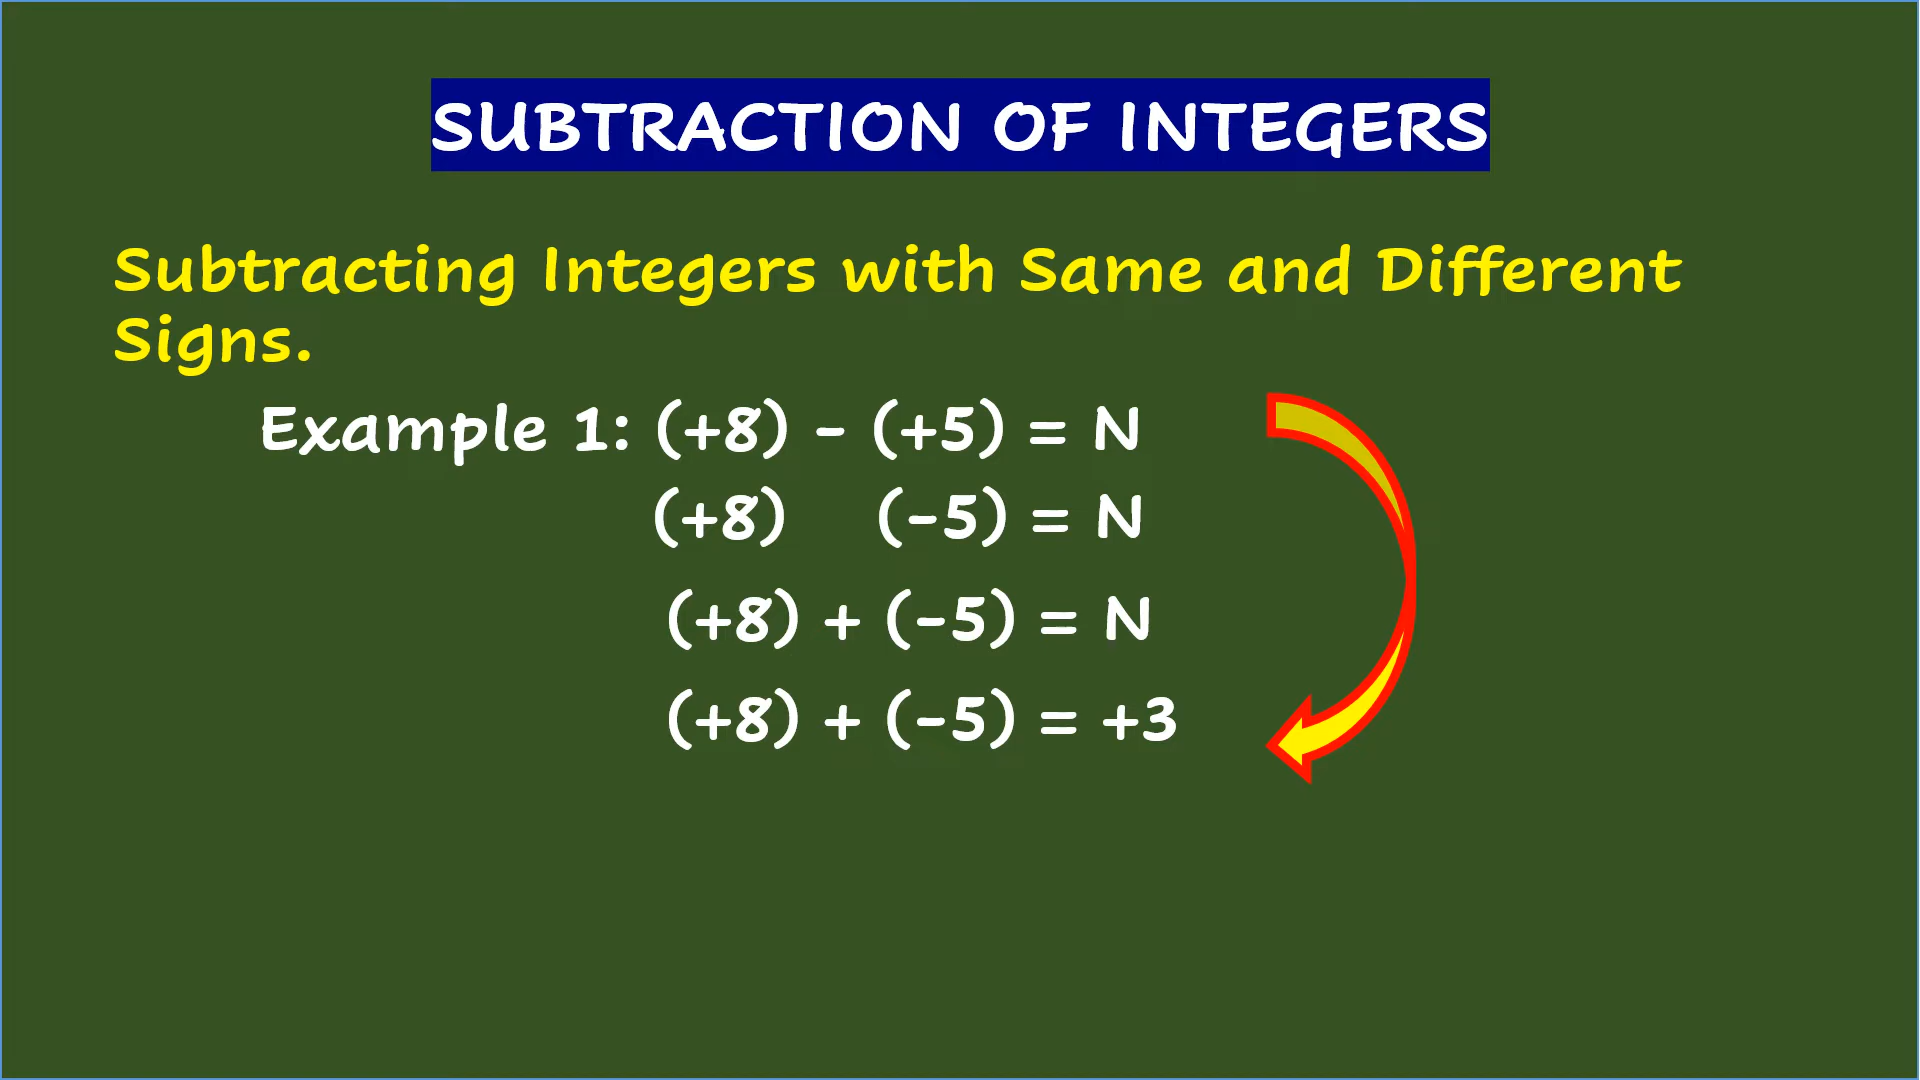 SUBTRACTION OF INTEGERS
Subtracting Integers with Same and Different
Signs.
Example 1: (+8) - (+5) = N
(+8) (-5) = N
(+8) + (-5) = N
(+8) + (-5) = +3